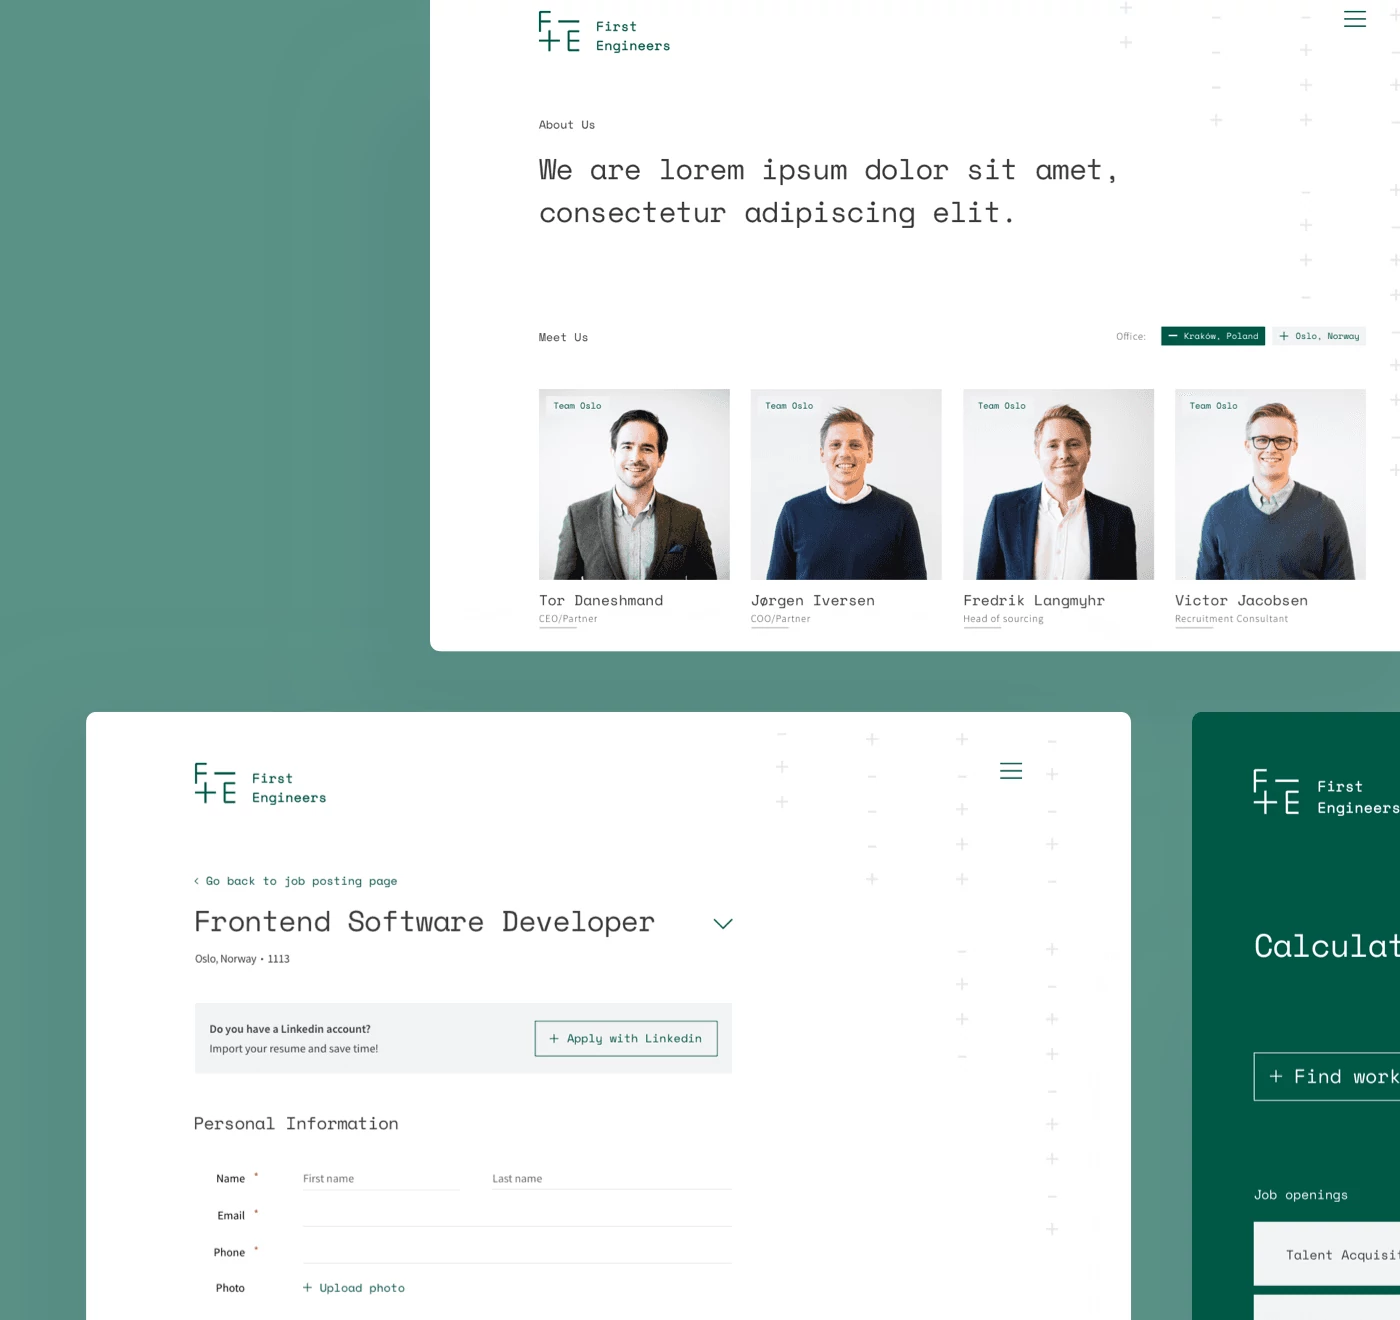 First
Engineers
About Us
We are lorem ipsum dolor sit amet,
consectetur adipiscing elit.
Meet Us
Office:
Kraków, Poland
Oslo, Norway
Team Oslo
Team Oslo
Team Oslo
Team Oslo
Tor Daneshmand
CEO/Partner
Jørgen Iversen
COO/Partner
Fredrik Langmyhr
Head of sourcing
Victor Jacobsen
Recruitment Consultant
First
Engineers
‹ Go back to job posting page
Frontend Software Developer
Oslo, Norway • 1113
Do you have a Linkedin account?
Import your resume and save time!
+ Apply with Linkedin
Personal Information
Name * First name Last name
Email *
Phone *
Photo + Upload photo
First
Engineers
Calculat
+ Find work
Job openings
Talent Acquisit